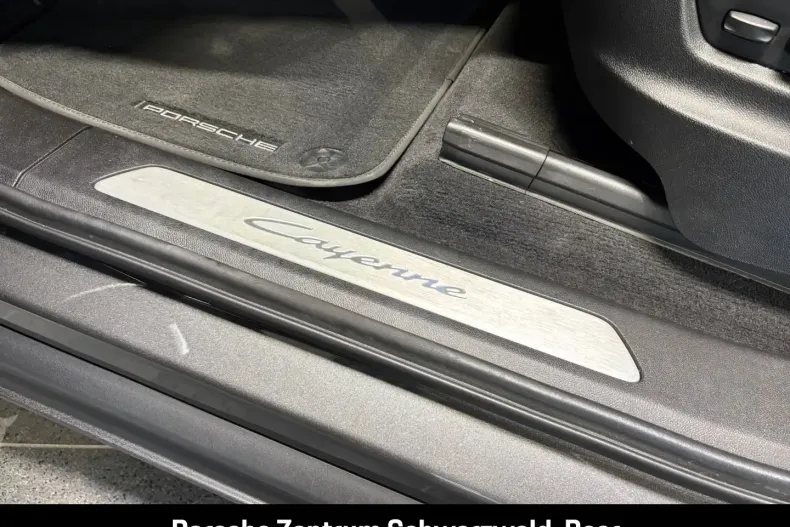 PORSCHE
Cayenne
Porsche Zentrum Schwarzwald-Baar